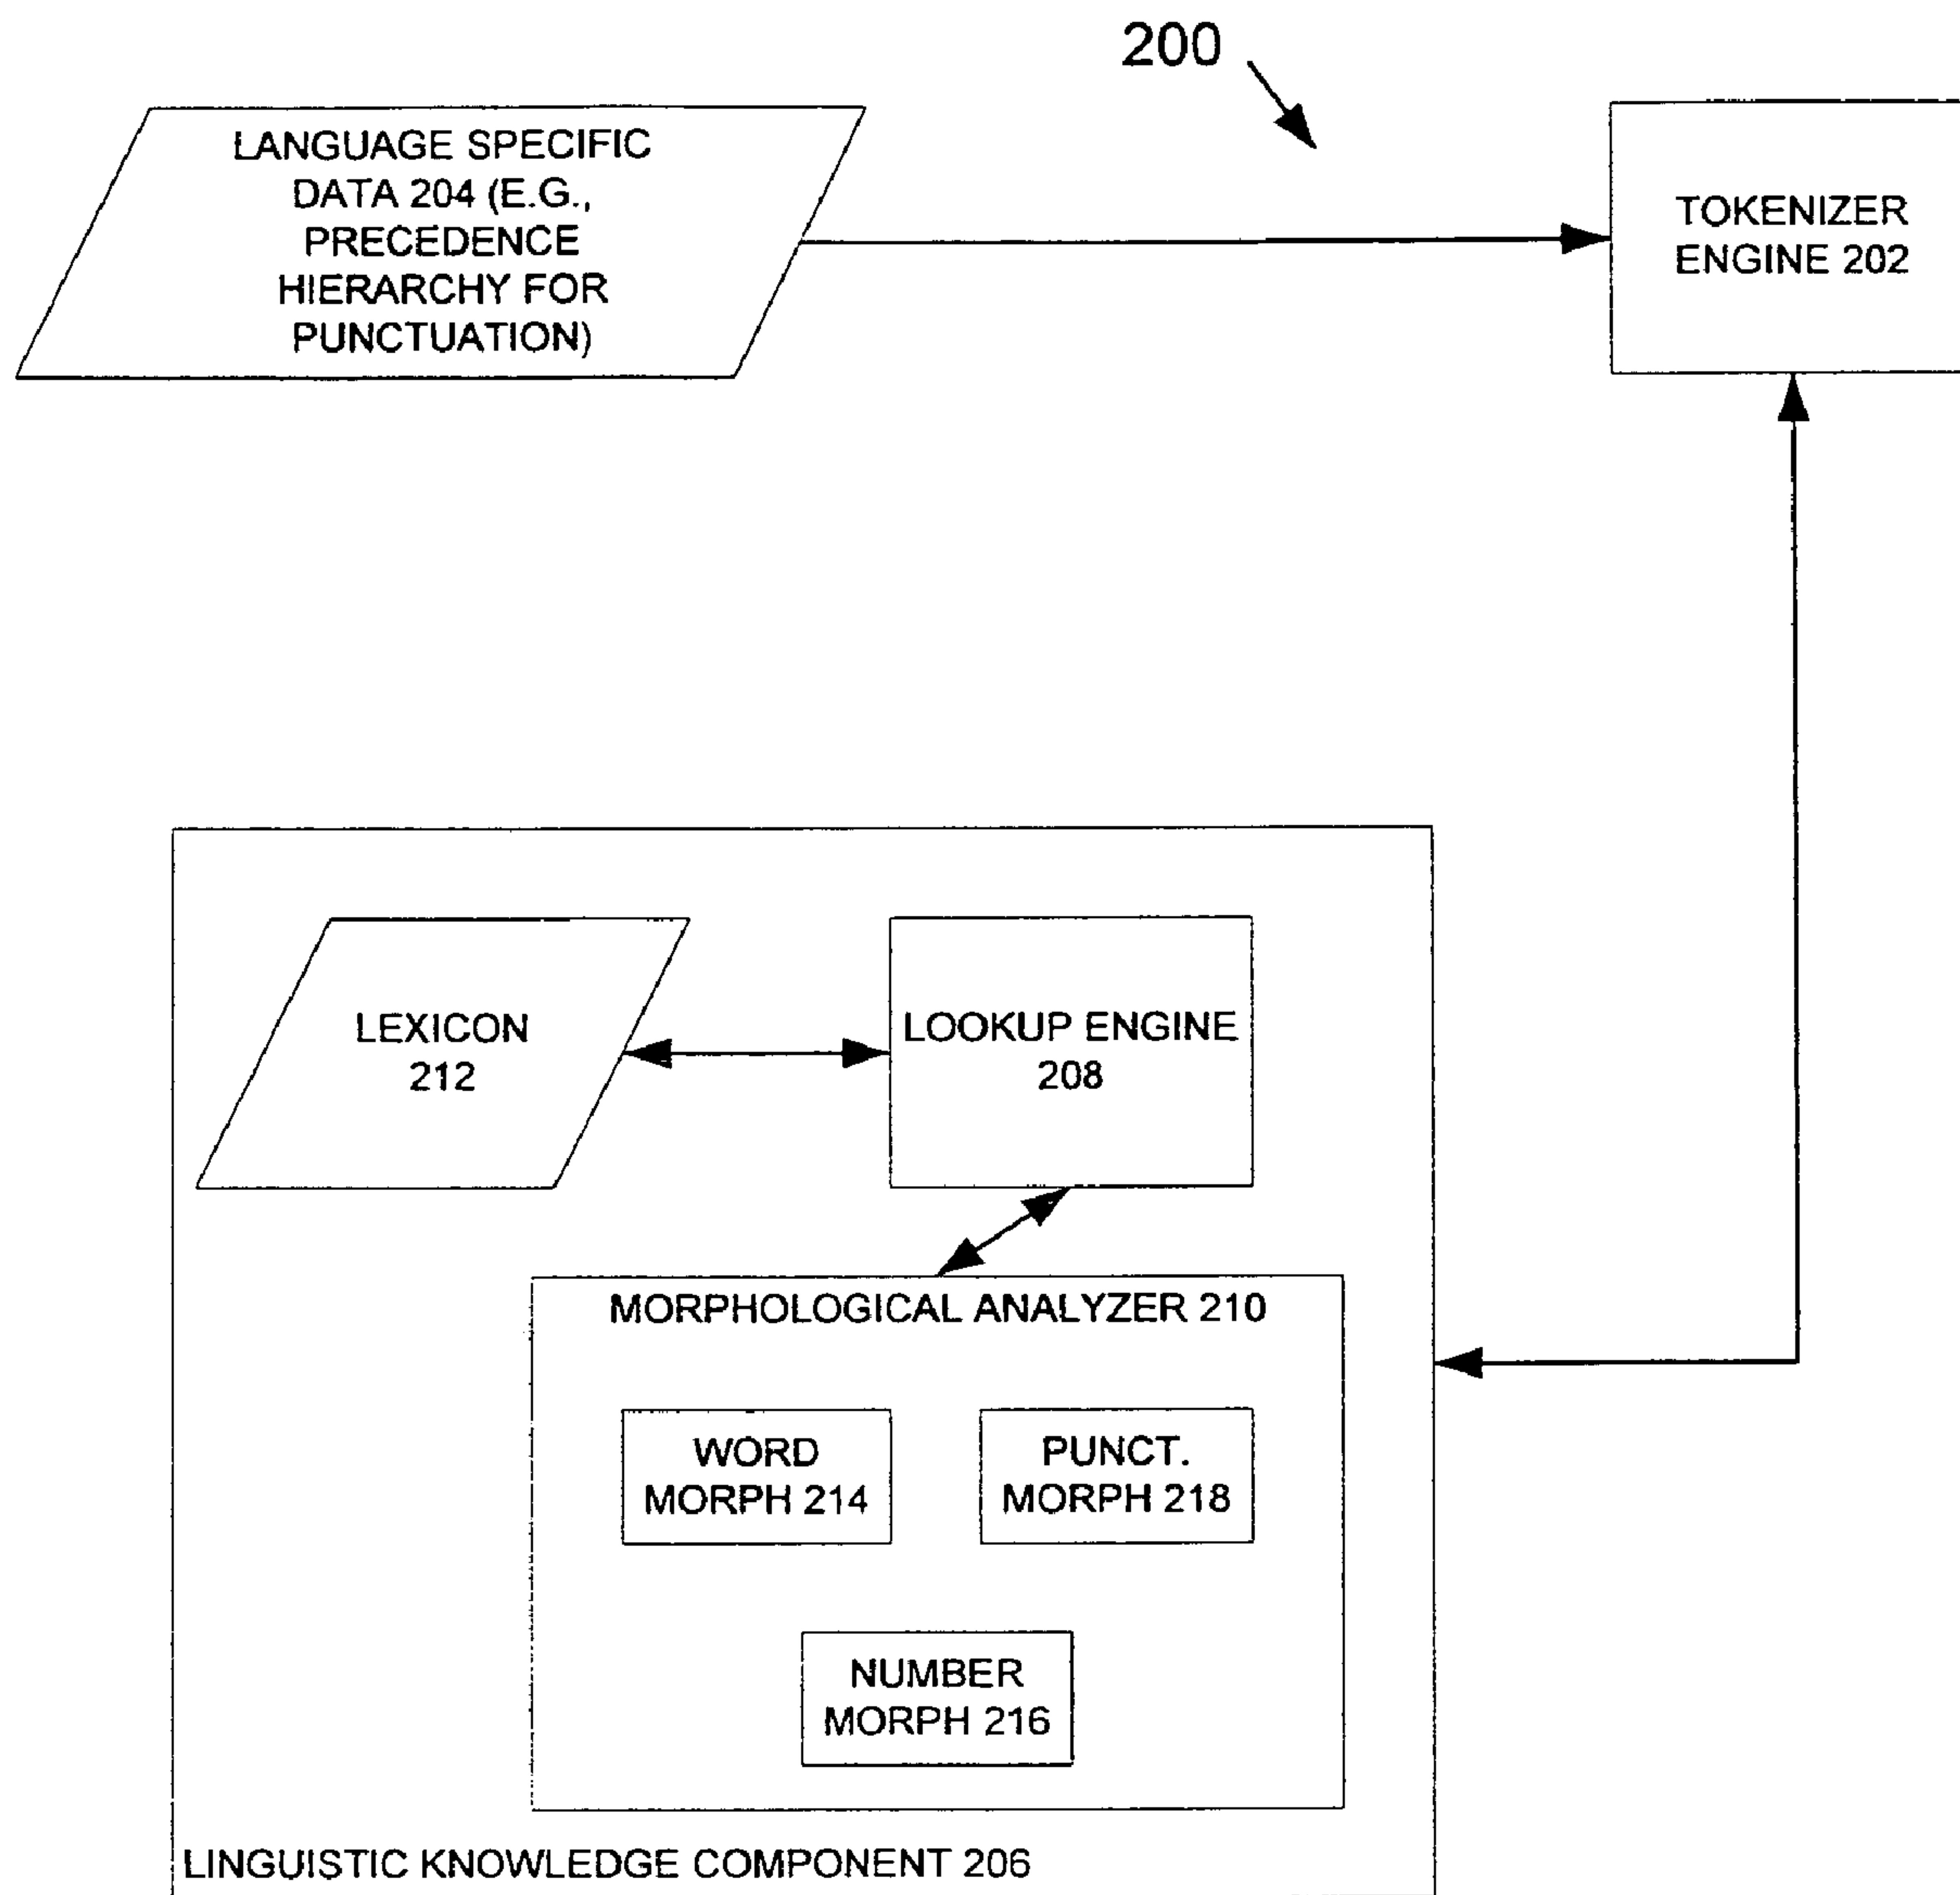 200
LANGUAGE SPECIFIC
DATA 204 (E.G.,
PRECEDENCE
HIERARCHY FOR
PUNCTUATION)
TOKENIZER
ENGINE 202
LEXICON
212
LOOKUP ENGINE
208
MORPHOLOGICAL ANALYZER 210
WORD
MORPH 214
PUNCT.
MORPH 218
NUMBER
MORPH 216
LINGUISTIC KNOWLEDGE COMPONENT 206